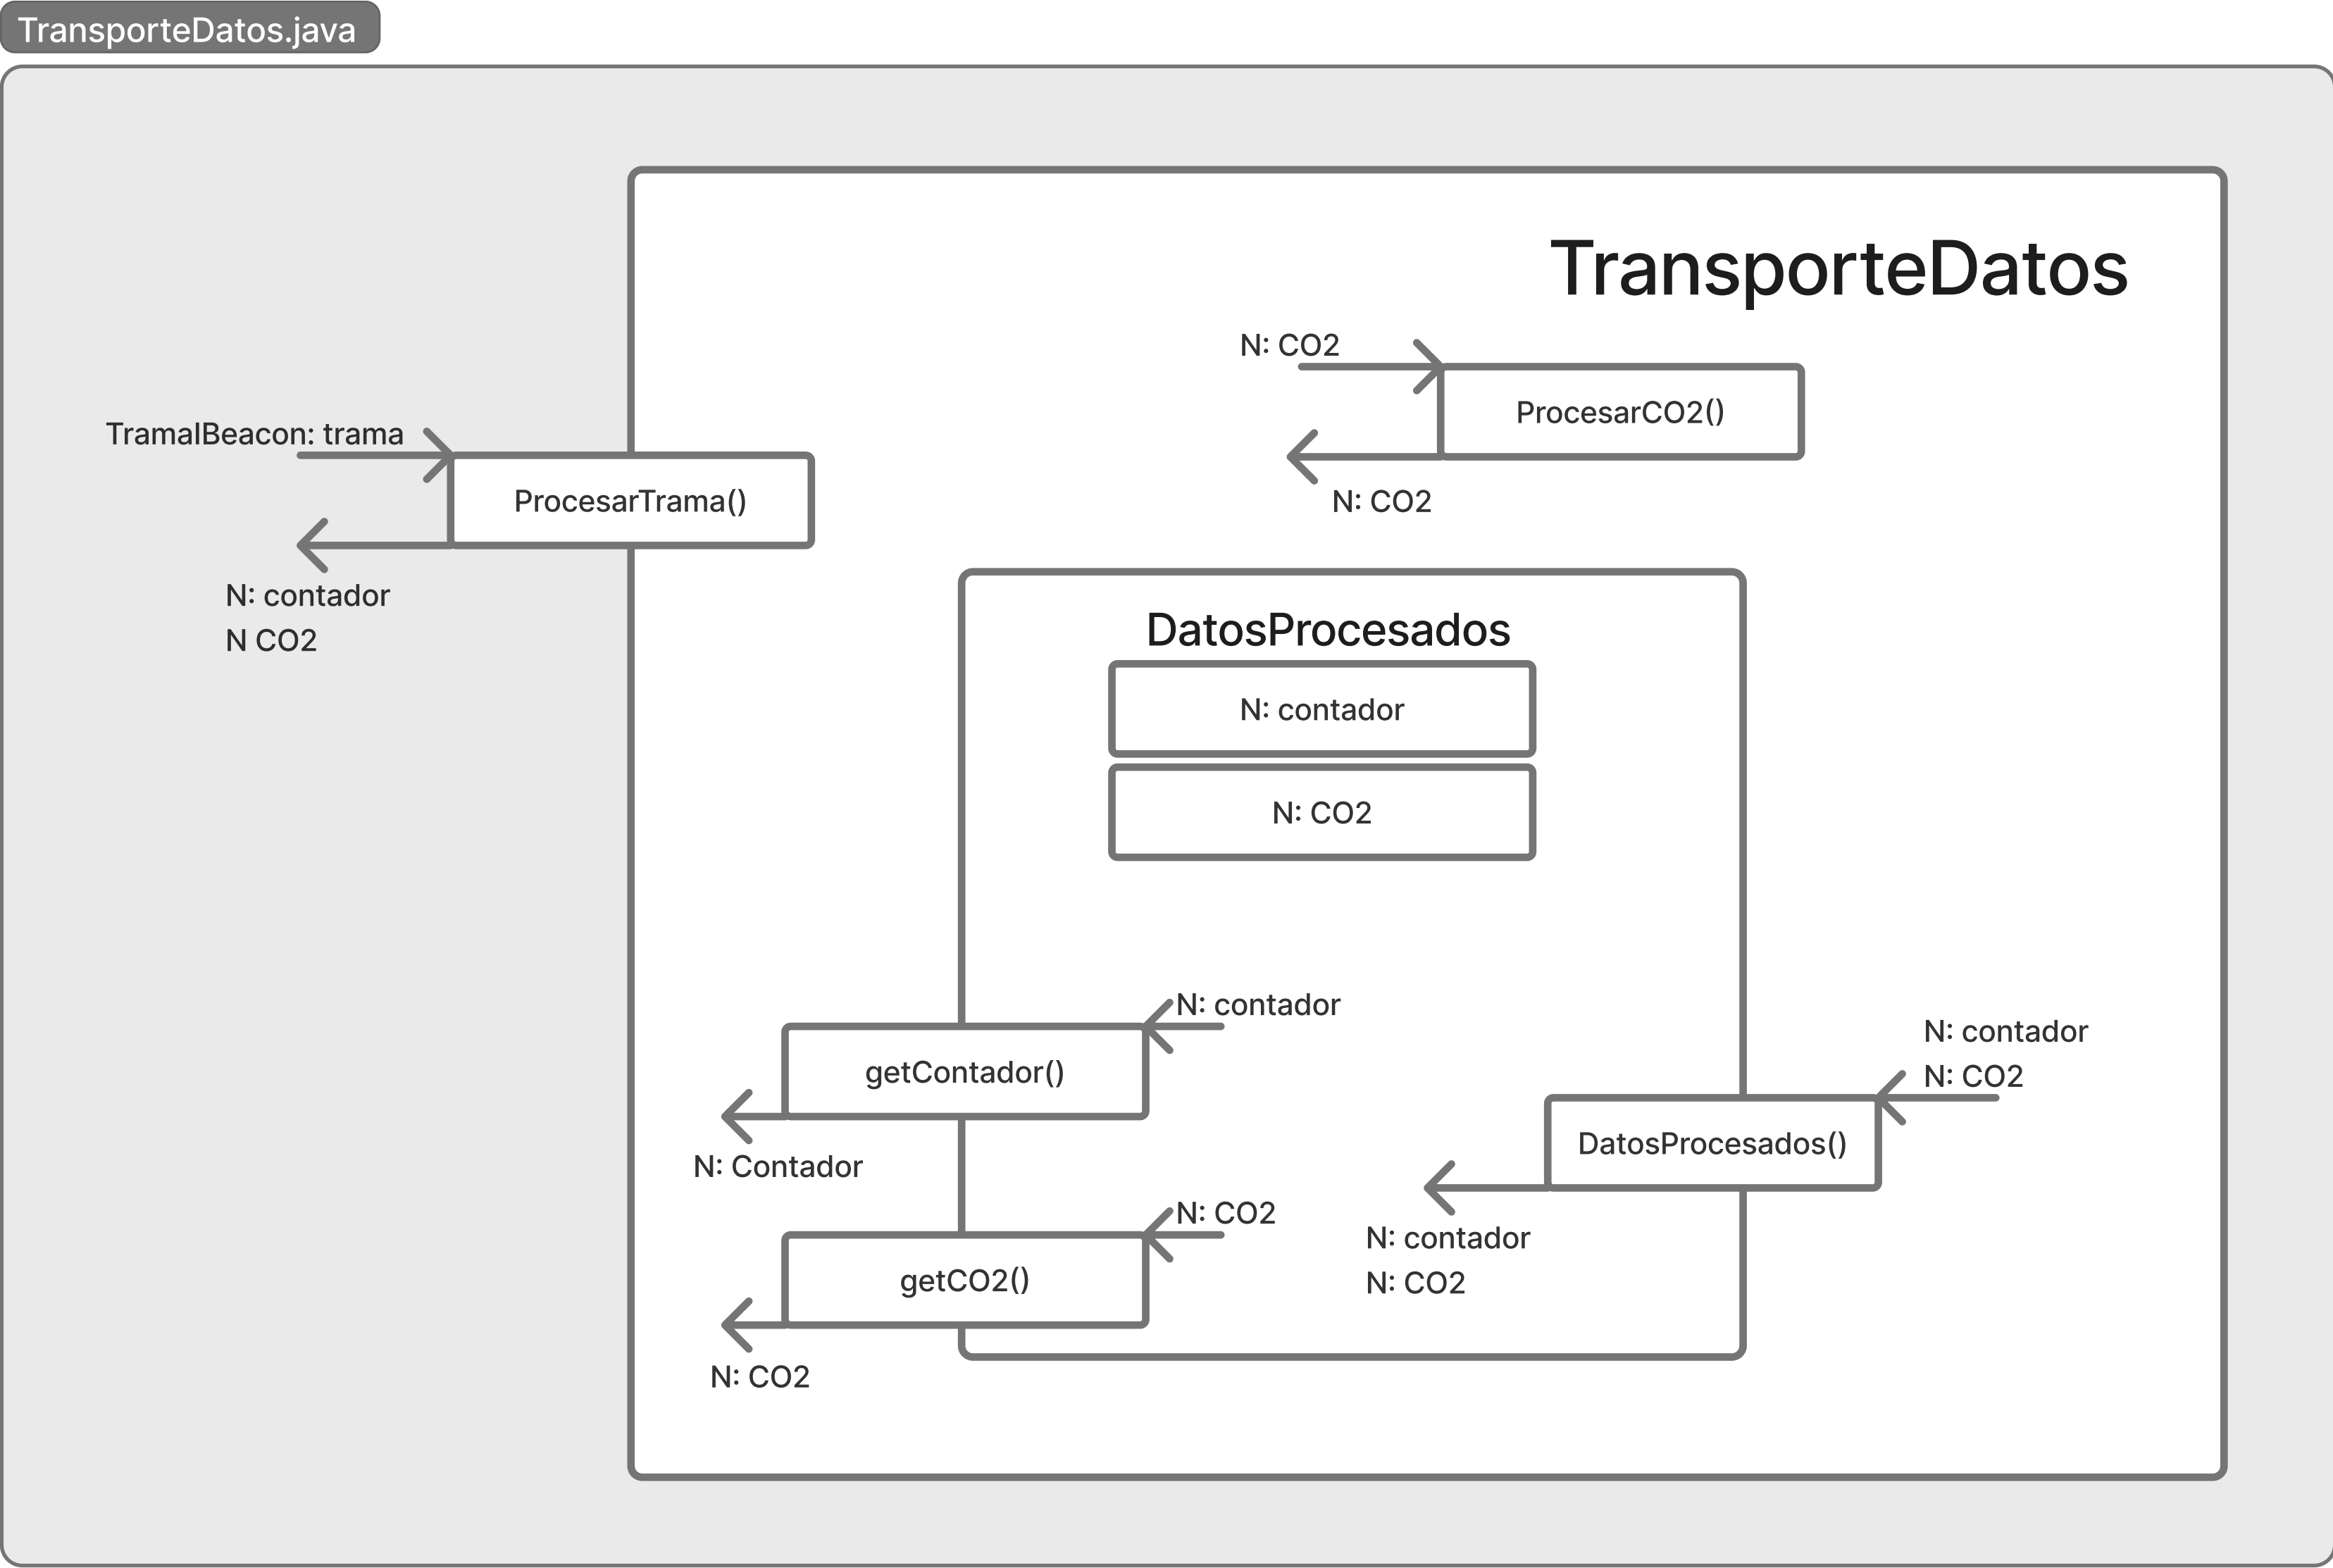 TransporteDatos.java
TransporteDatos
N: CO2
ProcesarCO2()
N: CO2
TramaIBeacon: trama
ProcesarTrama()
N: contador
N CO2
DatosProcesados
N: contador
N: CO2
N: contador
getContador()
N: Contador
N: CO2
getCO2()
N: CO2
N: contador
N: CO2
DatosProcesados()
N: contador
N: CO2